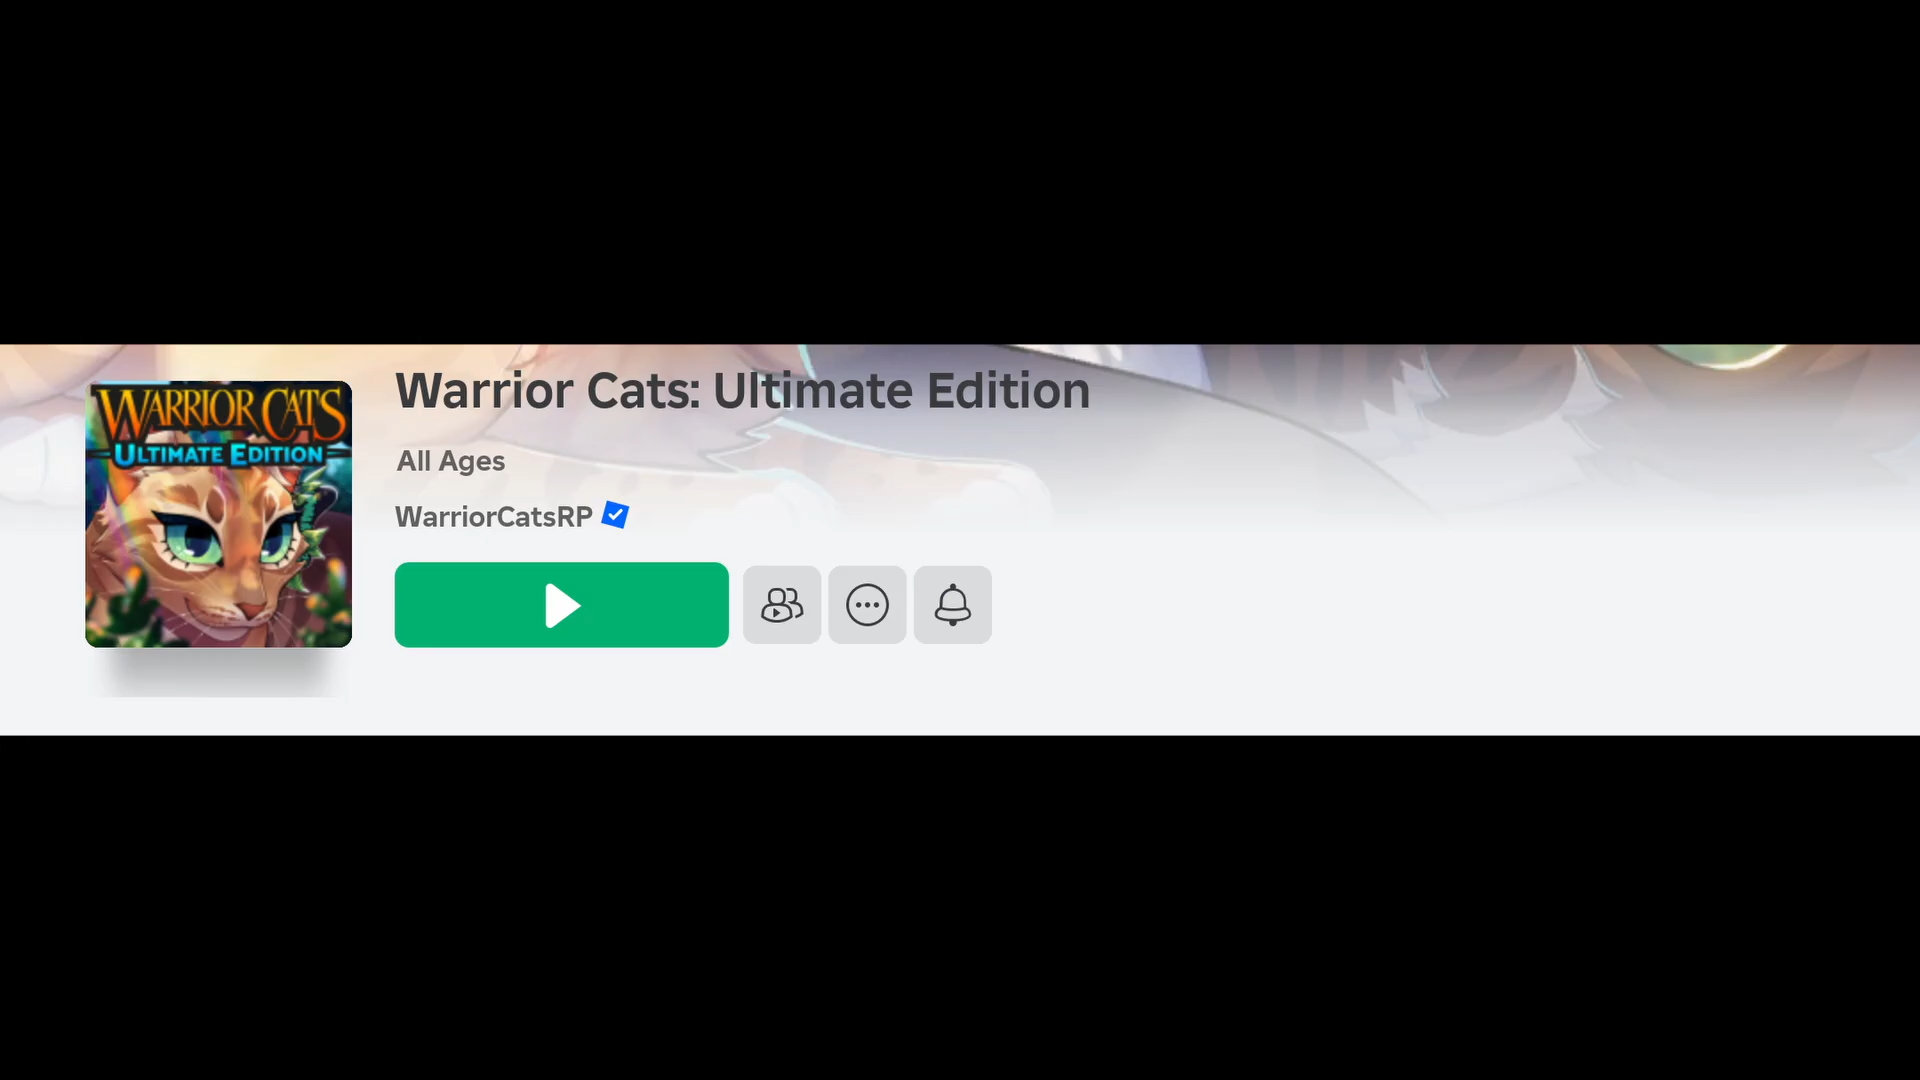 WARRIOR CATS
ULTIMATE EDITION
Warrior Cats: Ultimate Edition
All Ages
WarriorCatsRP